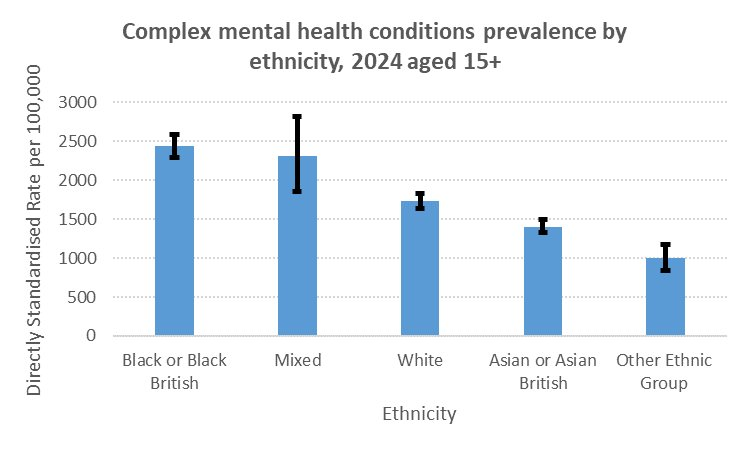 Complex mental health conditions prevalence by
ethnicity, 2024 aged 15+
Directly Standardised Rate per 100,000
3000
2500
2000
1500
1000
500
0
Black or Black
British
Mixed
White
Asian or Asian
British
Other Ethnic
Group
Ethnicity